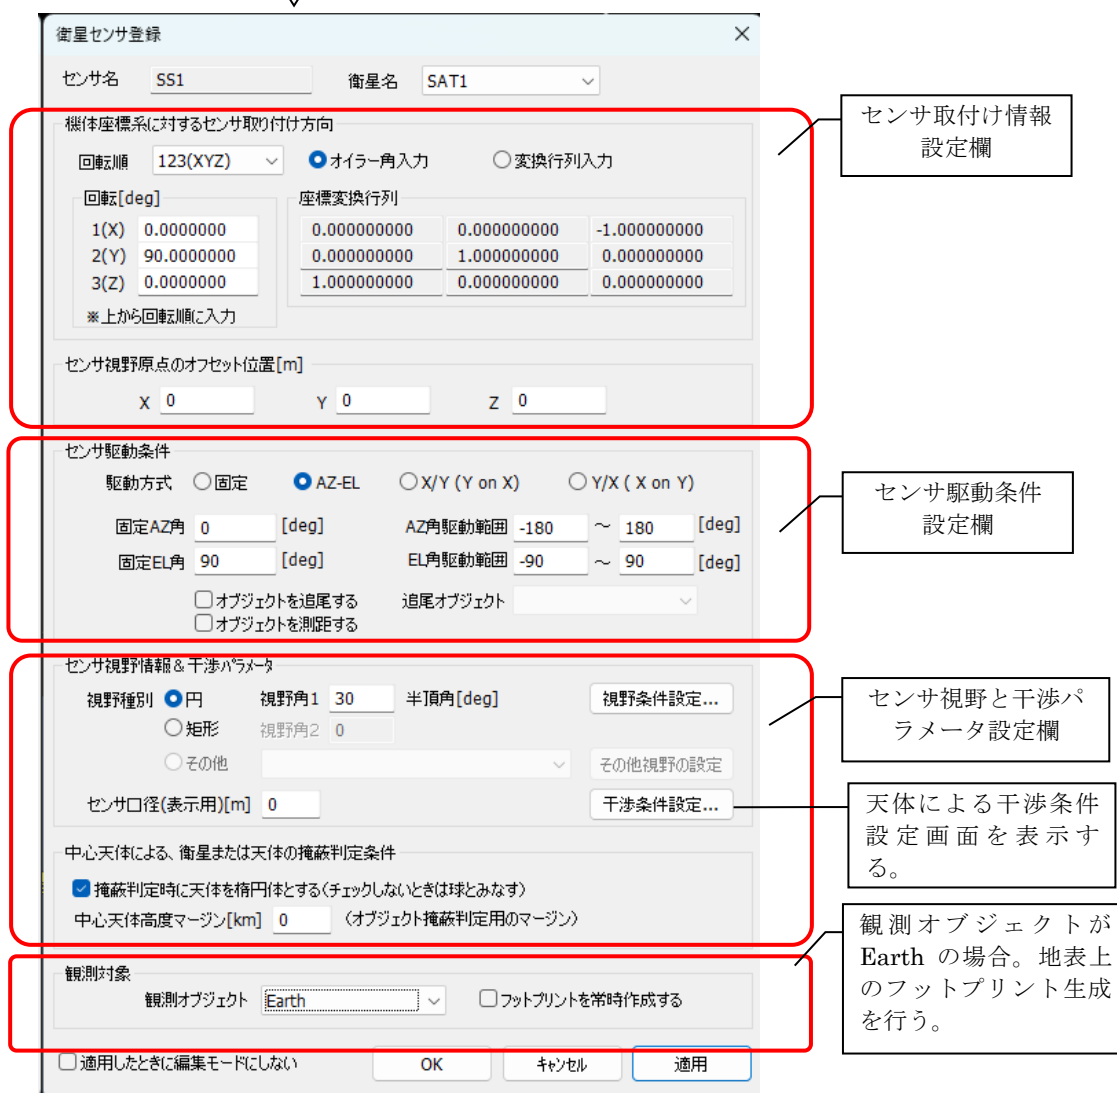 衛星センサ登録
センサ名 SS1 衛星名 SAT1
機体座標系に対するセンサ取り付け方向
回転順 123(XYZ) オイラー角入力 変換行列入力
回転[deg] 座標変換行列
1(X) 0.0000000 0.000000000 0.000000000 -1.000000000
2(Y) 90.0000000 0.000000000 1.000000000 0.000000000
3(Z) 0.0000000 1.000000000 0.000000000 0.000000000
※上から回転順に入力
センサ視野原点のオフセット位置[m]
X 0 Y 0 Z 0
センサ取付け情報
設定欄
センサ駆動条件
駆動方式 固定 AZ-EL X/Y (Y on X) Y/X ( X on Y)
固定AZ角 0 [deg] AZ角駆動範囲 -180 ～ 180 [deg]
固定EL角 90 [deg] EL角駆動範囲 -90 ～ 90 [deg]
オブジェクトを追尾する 追尾オブジェクト
オブジェクトを測距する
センサ駆動条件
設定欄
センサ視野情報＆干渉パラメータ
視野種別 円 視野角1 30 半頂角[deg] 視野条件設定...
矩形 視野角2 0
その他 その他視野の設定
センサ口径(表示用)[m] 0 干渉条件設定...
センサ視野と干渉パ
ラメータ設定欄
天体による干渉条件
設定画面を表示す
る。
中心天体による、衛星または天体の掩蔽判定条件
掩蔽判定時に天体を楕円体とする（チェックしないときは球とみなす）
中心天体高度マージン[km] 0 （オブジェクト掩蔽判定用のマージン）
観測対象
観測オブジェクト Earth フットプリントを常時作成する
観測オブジェクトが
Earth の場合。地表上
のフットプリント生成
を行う。
適用したときに編集モードにしない OK キャンセル 適用